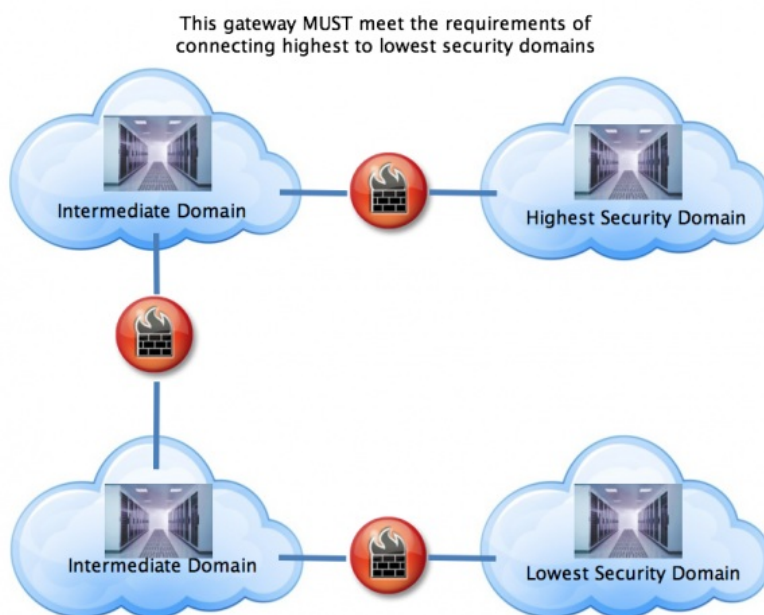 This gateway MUST meet the requirements of
connecting highest to lowest security domains
Intermediate Domain
Highest Security Domain
Intermediate Domain
Lowest Security Domain